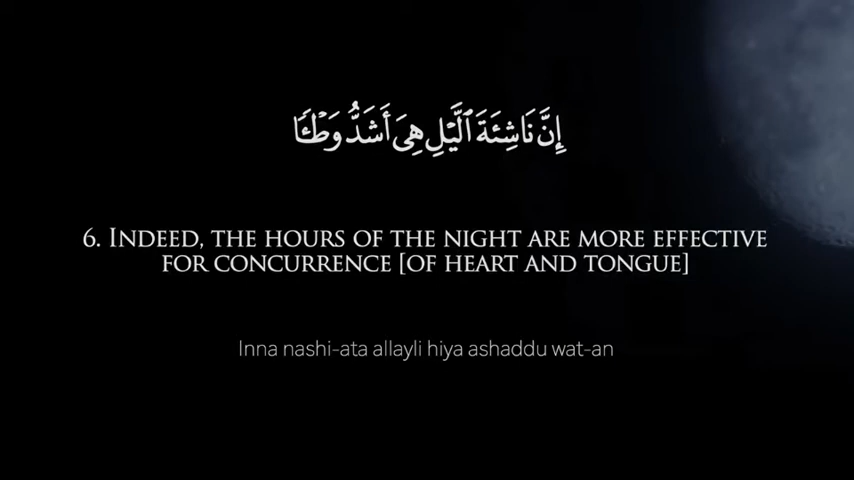 إِنَّ نَاشِئَةَ ٱلَّيْلِ هِىَ أَشَدُّ وَطْـًٔا
6. INDEED, THE HOURS OF THE NIGHT ARE MORE EFFECTIVE
FOR CONCURRENCE [OF HEART AND TONGUE]
Inna nashi-ata allayli hiya ashaddu wat-an